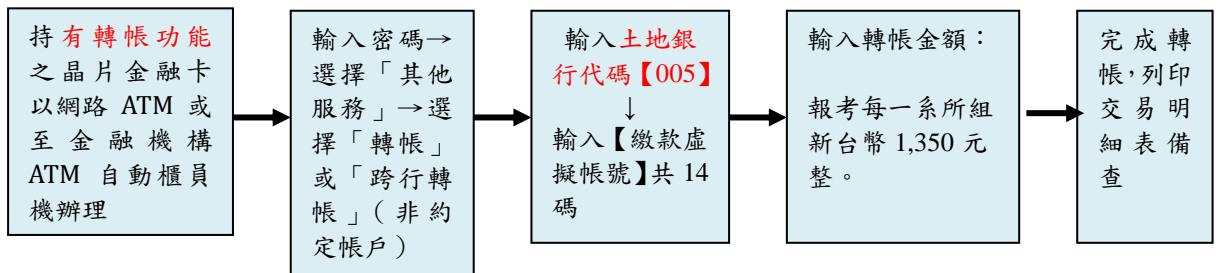 持有轉帳功能
之晶片金融卡
以網路 ATM 或
至金融機構
ATM 自動櫃員
機辦理
輸入密碼→
選擇「其他
服務」→選
擇「轉帳」
或「跨行轉
帳」（非約
定帳戶）
輸入土地銀
行代碼【005】
↓
輸入【繳款虛
擬帳號】共 14
碼
輸入轉帳金額：
報考每一系所組
新台幣 1,350 元
整。
完成轉
帳，列印
交易明
細表備
查